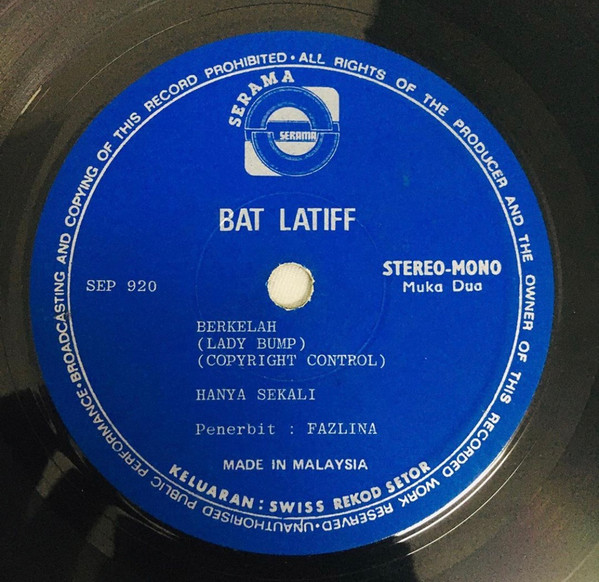 ALL RIGHTS OF THE PRODUCER AND THE OWNER OF THIS RECORDED WORK RESERVED•UNAUTHORISED PUBLIC PERFORMANCE•BROADCASTING AND COPYING OF THIS RECORD PROHIBITED•
SERAMA
SERAMA
BAT LATIFF
SEP 920
STEREO-MONO
Muka Dua
BERKELAH
(LADY BUMP)
(COPYRIGHT CONTROL)
HANYA SEKALI
Penerbit : FAZLINA
MADE IN MALAYSIA
KELUARAN : SWISS REKOD SETOR